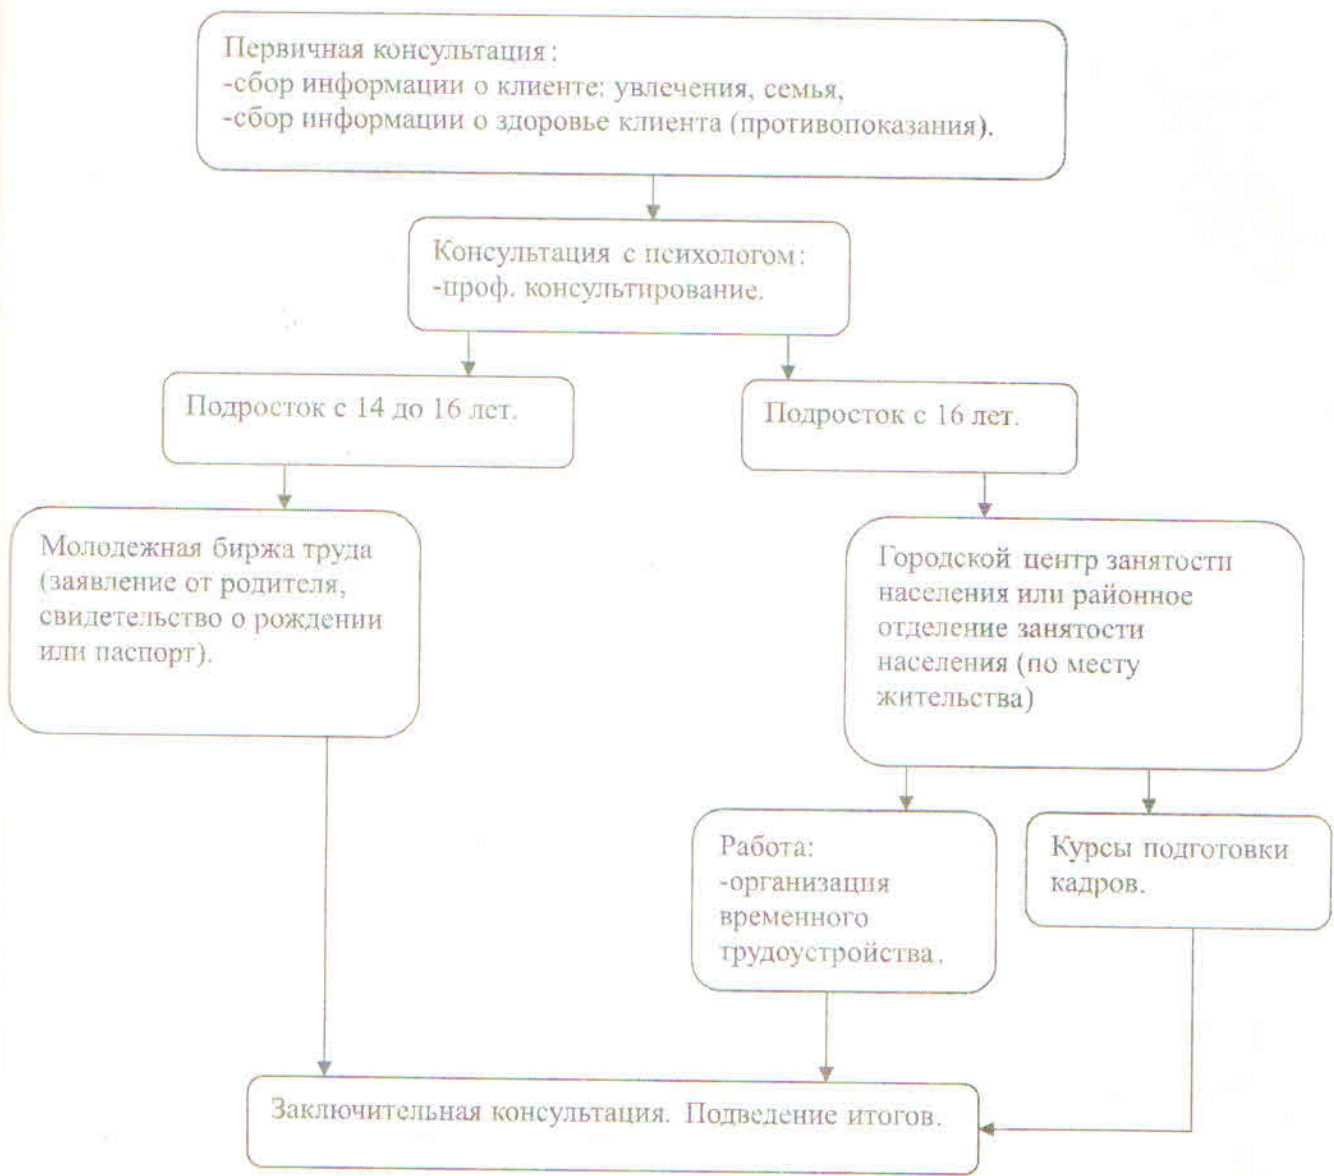 Первичная консультация:
-сбор информации о клиенте: увлечения, семья,
-сбор информации о здоровье клиента (противопоказания).
Консультация с психологом:
-проф. консультирование.
Подросток с 14 до 16 лет.
Подросток с 16 лет.
Молодежная биржа труда
(заявление от родителя,
свидетельство о рождении
или паспорт).
Городской центр занятости
населения или районное
отделение занятости
населения (по месту
жительства)
Работа:
-организация
временного
трудоустройства.
Курсы подготовки
кадров.
Заключительная консультация. Подведение итогов.